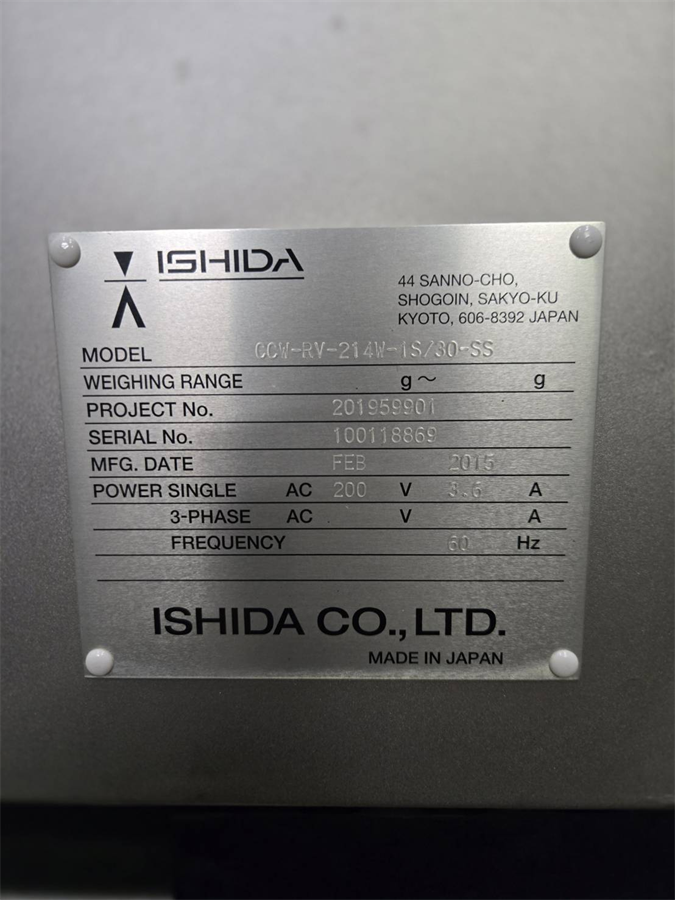 ISHIDA
44 SANNO-CHO,
SHOGOIN, SAKYO-KU
KYOTO, 606-8392 JAPAN
MODEL CCW-RV-214W-1S/30-SS
WEIGHING RANGE g～ g
PROJECT No. 201959901
SERIAL No. 100118869
MFG. DATE FEB 2015
POWER SINGLE AC 200 V 3.6 A
3-PHASE AC V A
FREQUENCY 60 Hz
ISHIDA CO., LTD.
MADE IN JAPAN